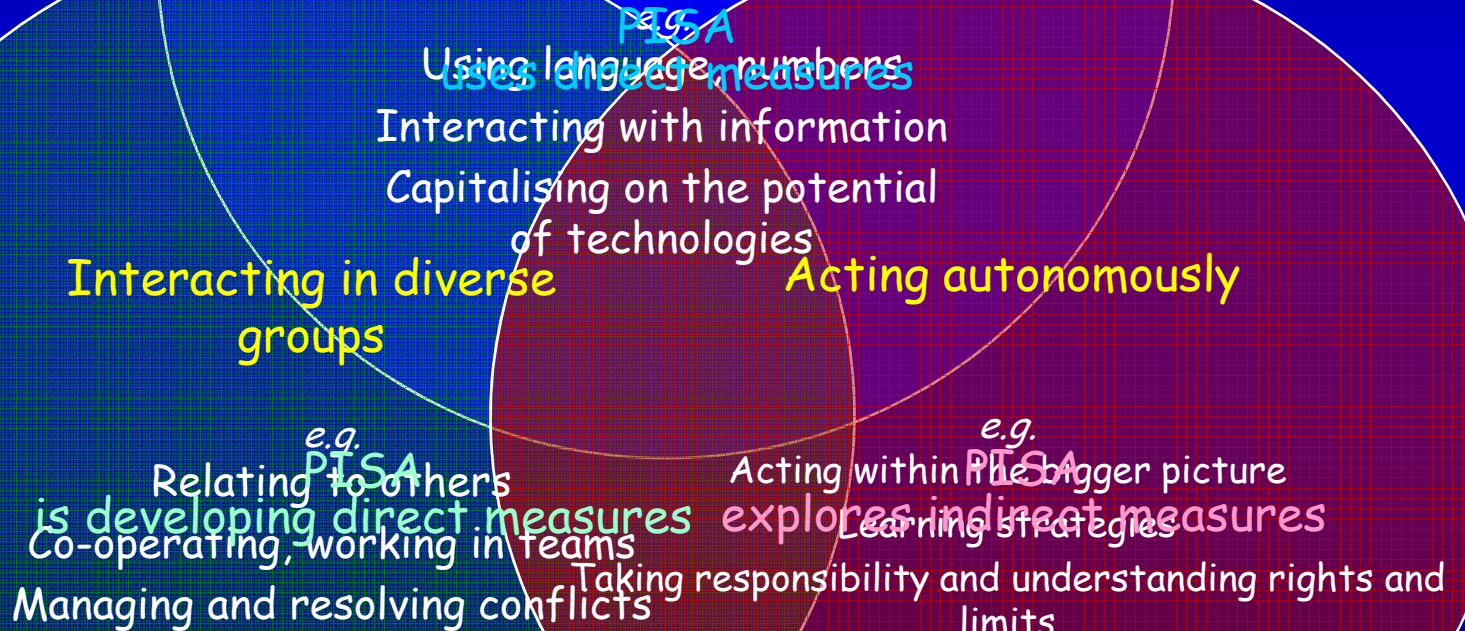 e.g.
PISA
uses direct measures
Using language, numbers
Interacting with information
Capitalising on the potential
of technologies
Interacting in diverse
groups
Acting autonomously
e.g.
PISA
is developing direct measures
Relating to others
Co-operating, working in teams
Managing and resolving conflicts
e.g.
PISA
explores indirect measures
Acting within the bigger picture
Learning strategies
Taking responsibility and understanding rights and
limits